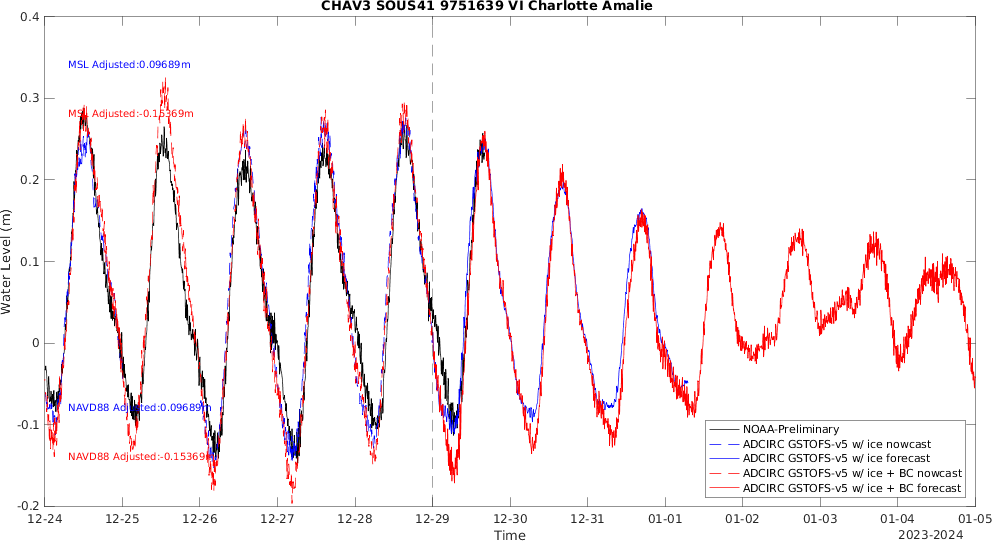 CHAV3 SOUS41 9751639 VI Charlotte Amalie
0.4
MSL Adjusted:0.09689m
0.3
MSL Adjusted:-0.15369m
0.2
0.1
Water Level (m)
0
NAVD88 Adjusted:0.09689m
-0.1
NAVD88 Adjusted:-0.15369m
-0.2
NOAA-Preliminary
ADCIRC GSTOFS-v5 w/ ice nowcast
ADCIRC GSTOFS-v5 w/ ice forecast
ADCIRC GSTOFS-v5 w/ ice + BC nowcast
ADCIRC GSTOFS-v5 w/ ice + BC forecast
12-24 12-25 12-26 12-27 12-28 12-29 12-30 12-31 01-01 01-02 01-03 01-04 01-05
Time
2023-2024